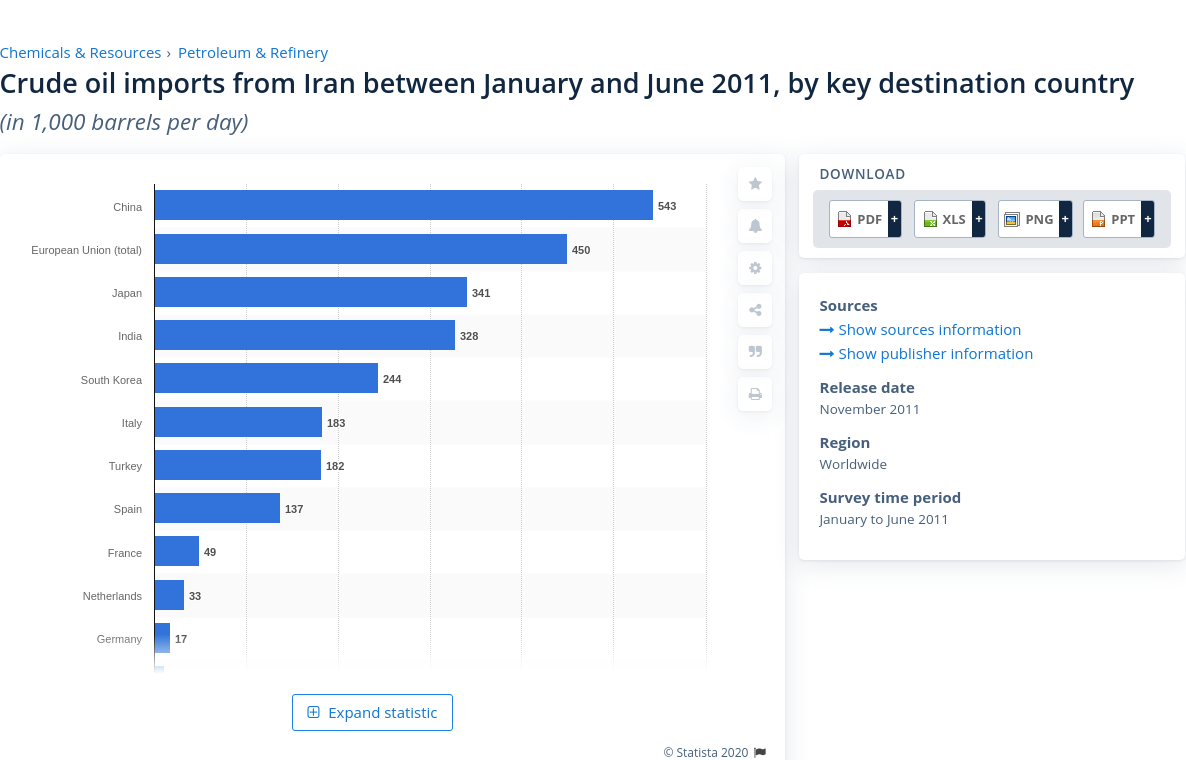 Chemicals & Resources › Petroleum & Refinery
Crude oil imports from Iran between January and June 2011, by key destination country
(in 1,000 barrels per day)
China 543
European Union (total) 450
Japan 341
India 328
South Korea 244
Italy 183
Turkey 182
Spain 137
France 49
Netherlands 33
Germany 17
Expand statistic
© Statista 2020
DOWNLOAD
PDF + XLS + PNG + PPT +
Sources
Show sources information
Show publisher information
Release date
November 2011
Region
Worldwide
Survey time period
January to June 2011